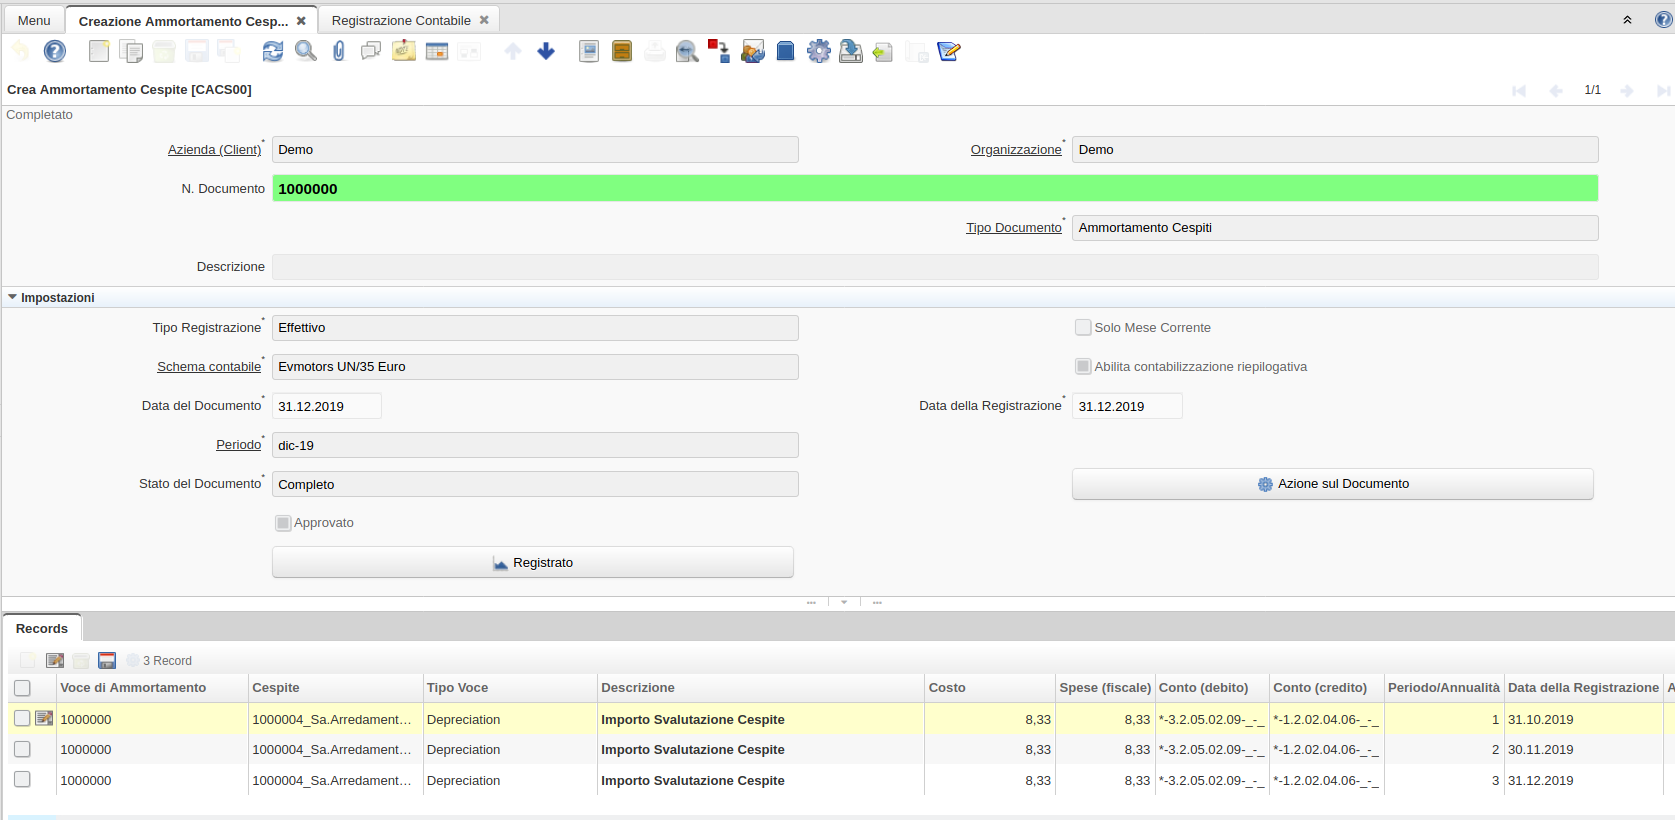 Menu
Creazione Ammortamento Cesp...
Registrazione Contabile
Crea Ammortamento Cespite [CACS00]
1/1
Completato
Azienda (Client)* Demo
Organizzazione* Demo
N. Documento 1000000
Tipo Documento* Ammortamento Cespiti
Descrizione
Impostazioni
Tipo Registrazione* Effettivo
Solo Mese Corrente
Schema contabile* Evmotors UN/35 Euro
Abilita contabilizzazione riepilogativa
Data del Documento* 31.12.2019
Data della Registrazione* 31.12.2019
Periodo* dic-19
Stato del Documento* Completo
Azione sul Documento
Approvato
Registrato
Records
3 Record
Voce di Ammortamento Cespite Tipo Voce Descrizione Costo Spese (fiscale) Conto (debito) Conto (credito) Periodo/Annualità Data della Registrazione A
1000000 1000004_Sa.Arredament... Depreciation Importo Svalutazione Cespite 8,33 8,33 *-3.2.05.02.09-_-_ *-1.2.02.04.06-_-_ 1 31.10.2019
1000000 1000004_Sa.Arredament... Depreciation Importo Svalutazione Cespite 8,33 8,33 *-3.2.05.02.09-_-_ *-1.2.02.04.06-_-_ 2 30.11.2019
1000000 1000004_Sa.Arredament... Depreciation Importo Svalutazione Cespite 8,33 8,33 *-3.2.05.02.09-_-_ *-1.2.02.04.06-_-_ 3 31.12.2019